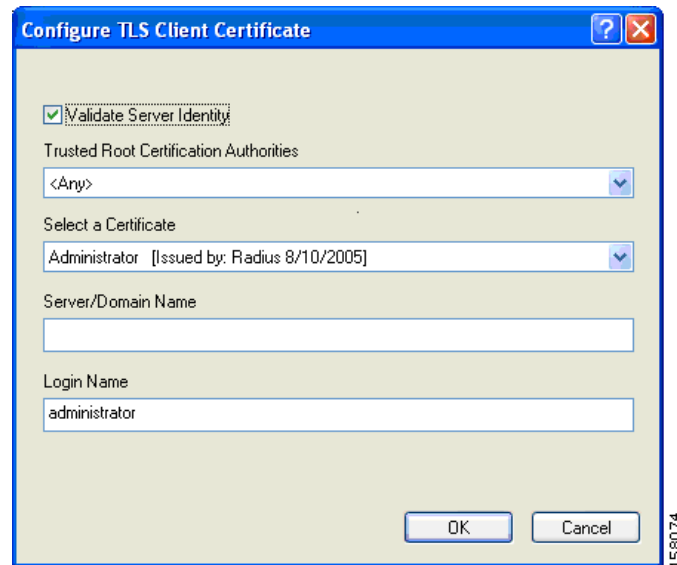 Configure TLS Client Certificate
Validate Server Identity
Trusted Root Certification Authorities
<Any>
Select a Certificate
Administrator [Issued by: Radius 8/10/2005]
Server/Domain Name
Login Name
administrator
OK
Cancel
158074